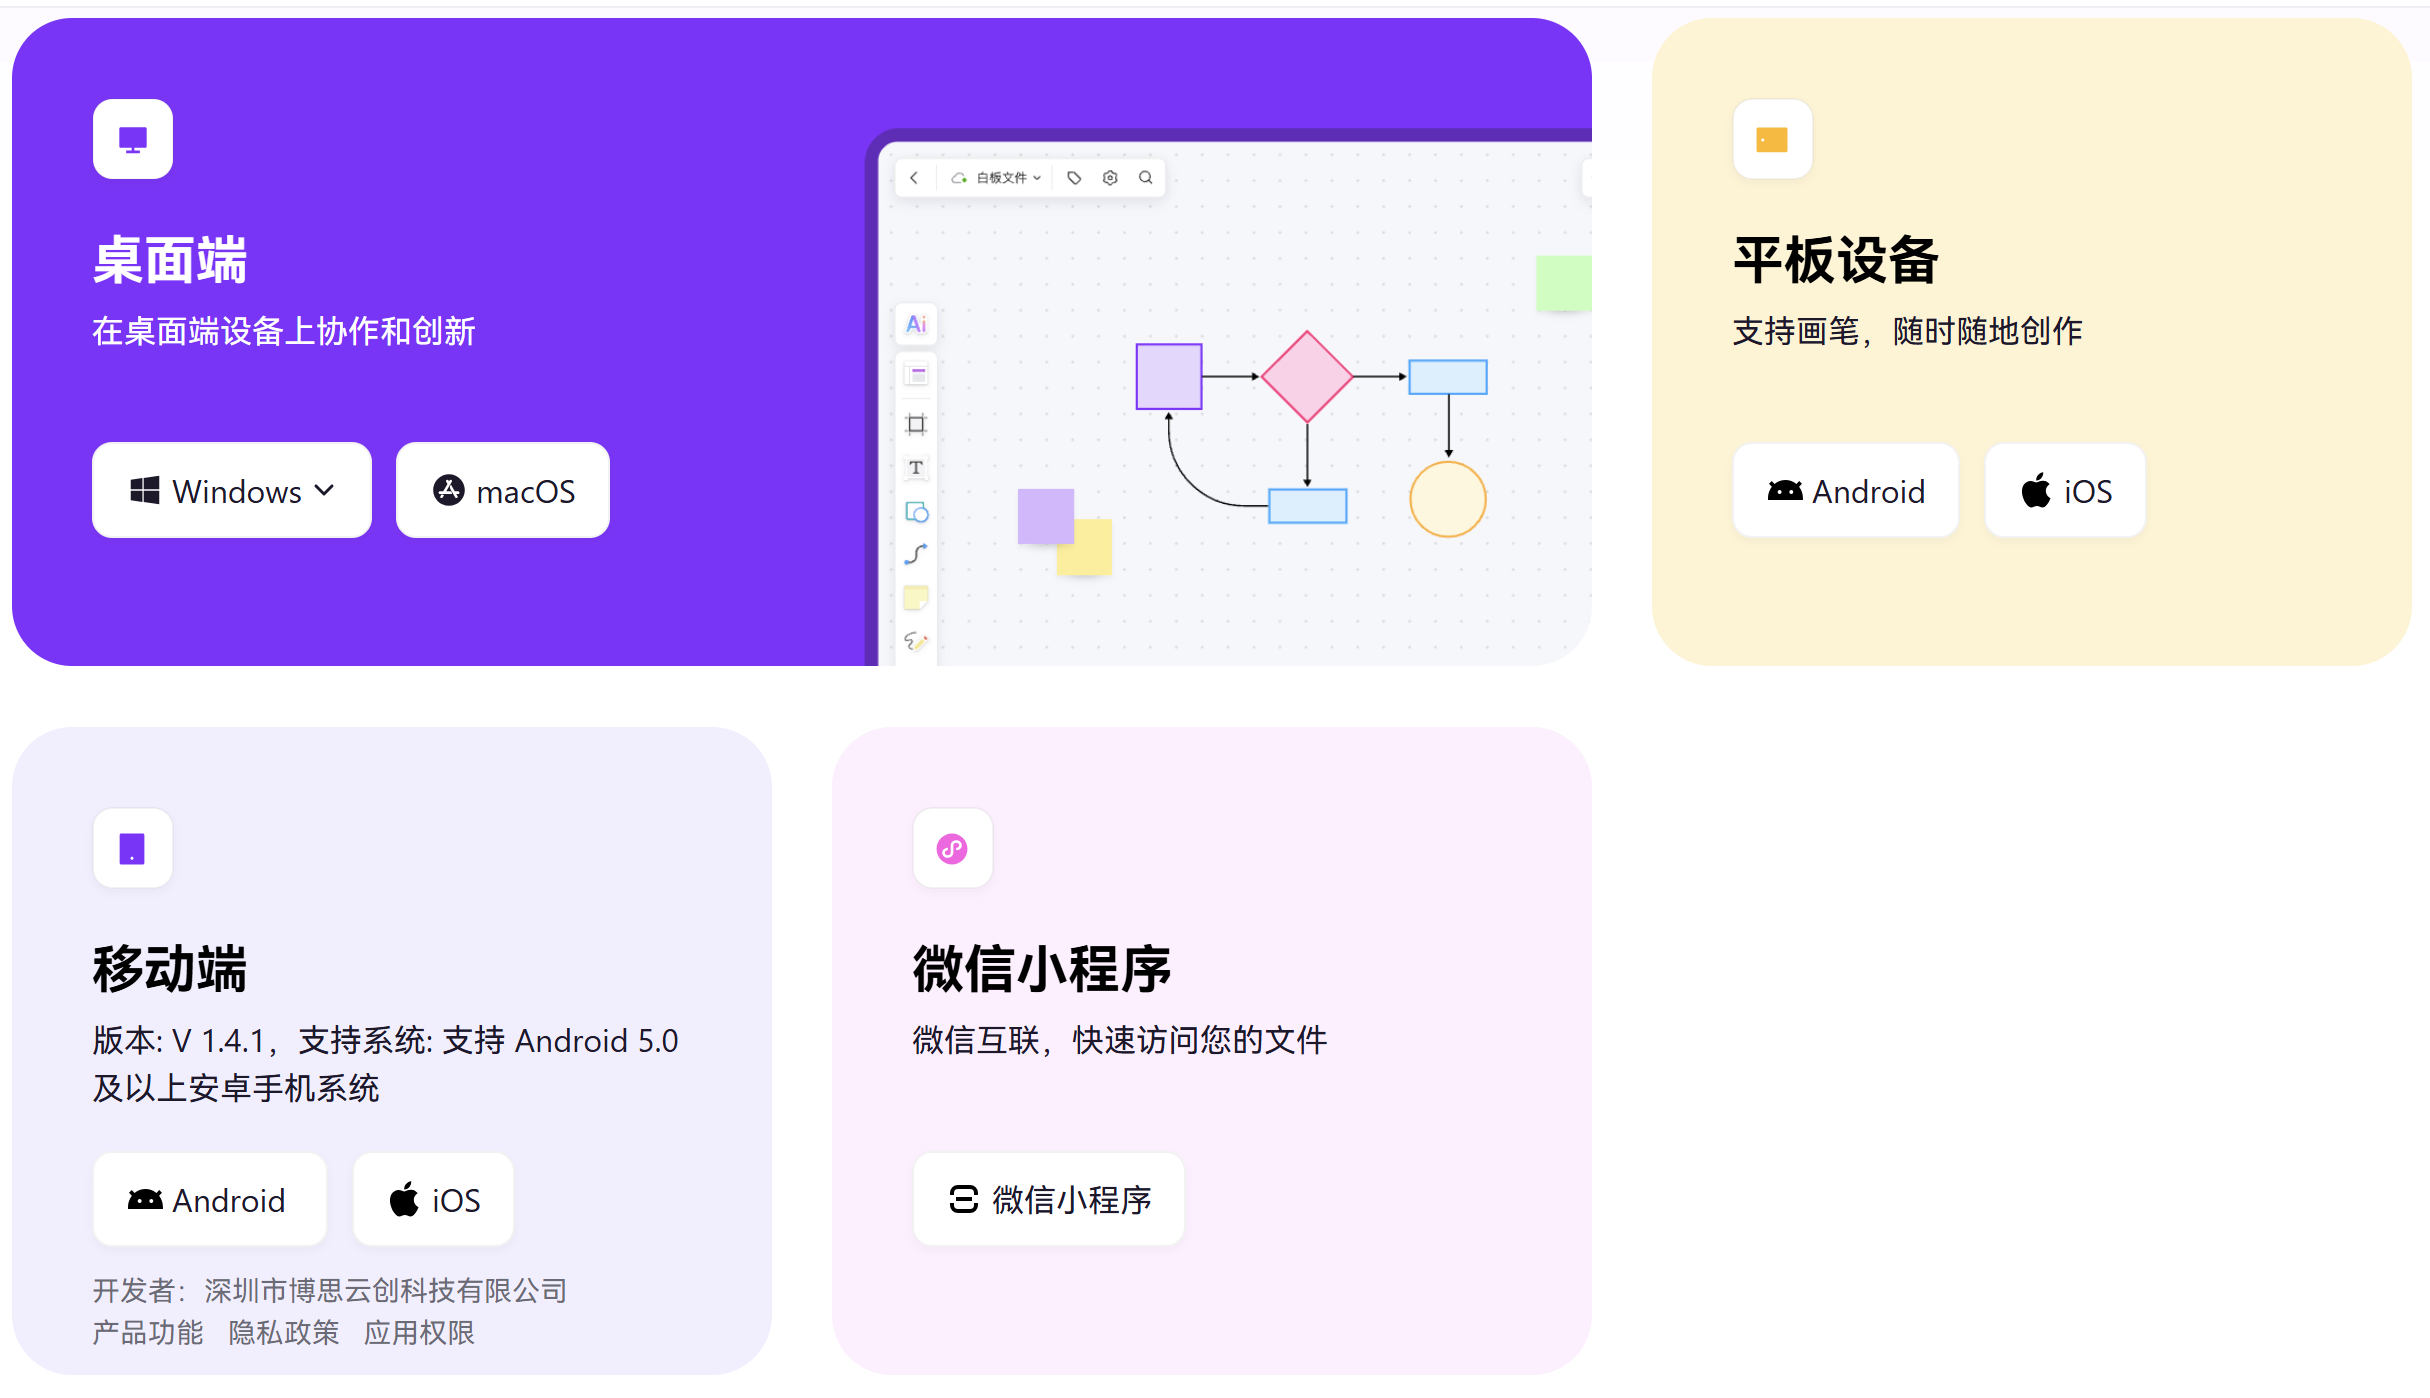 桌面端
在桌面端设备上协作和创新
Windows
macOS
白板文件
Ai
T
平板设备
支持画笔，随时随地创作
Android
iOS
移动端
版本: V 1.4.1，支持系统: 支持 Android 5.0
及以上安卓手机系统
Android
iOS
开发者：深圳市博思云创科技有限公司
产品功能 隐私政策 应用权限
微信小程序
微信互联，快速访问您的文件
微信小程序